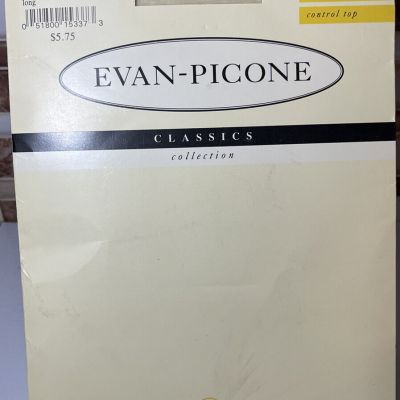 long
0 51800 15337 3
$5.75
control top
EVAN-PICONE
CLASSICS
collection